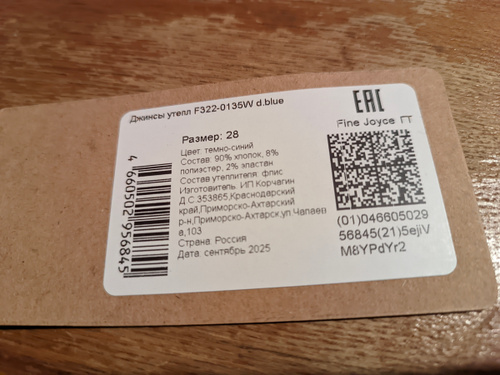 Джинсы утепл F322-0135W d.blue
Размер: 28
Цвет: темно-синий
Состав: 90% хлопок, 8%
полиэстер, 2% эластан
Состав утеплителя: флис
Изготовитель: ИП Корчагин
Д С 353865,Краснодарский
край,Приморско-Ахтарский
р-н,Приморско-Ахтарск,ул Чапаев
а,103
Страна: Россия
Дата: сентябрь 2025
4660502956845
EAC
Fine Joyce ТТ
(01)046605029
56845(21)5ejiV
M8YPdYr2